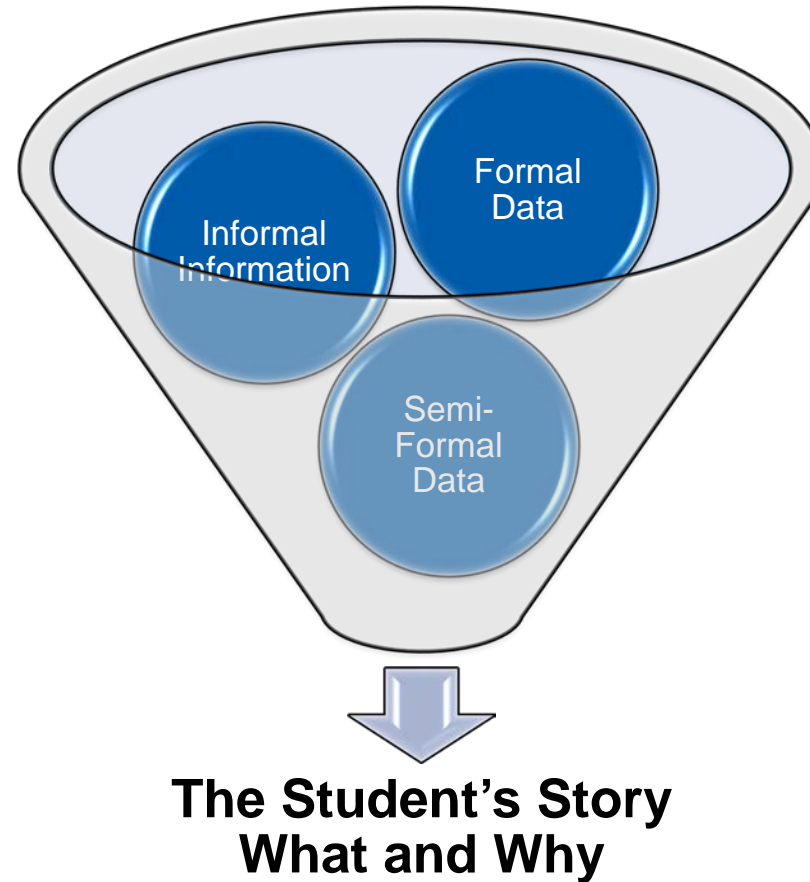 Formal
Data
Informal
Information
Semi-
Formal
Data
The Student’s Story
What and Why